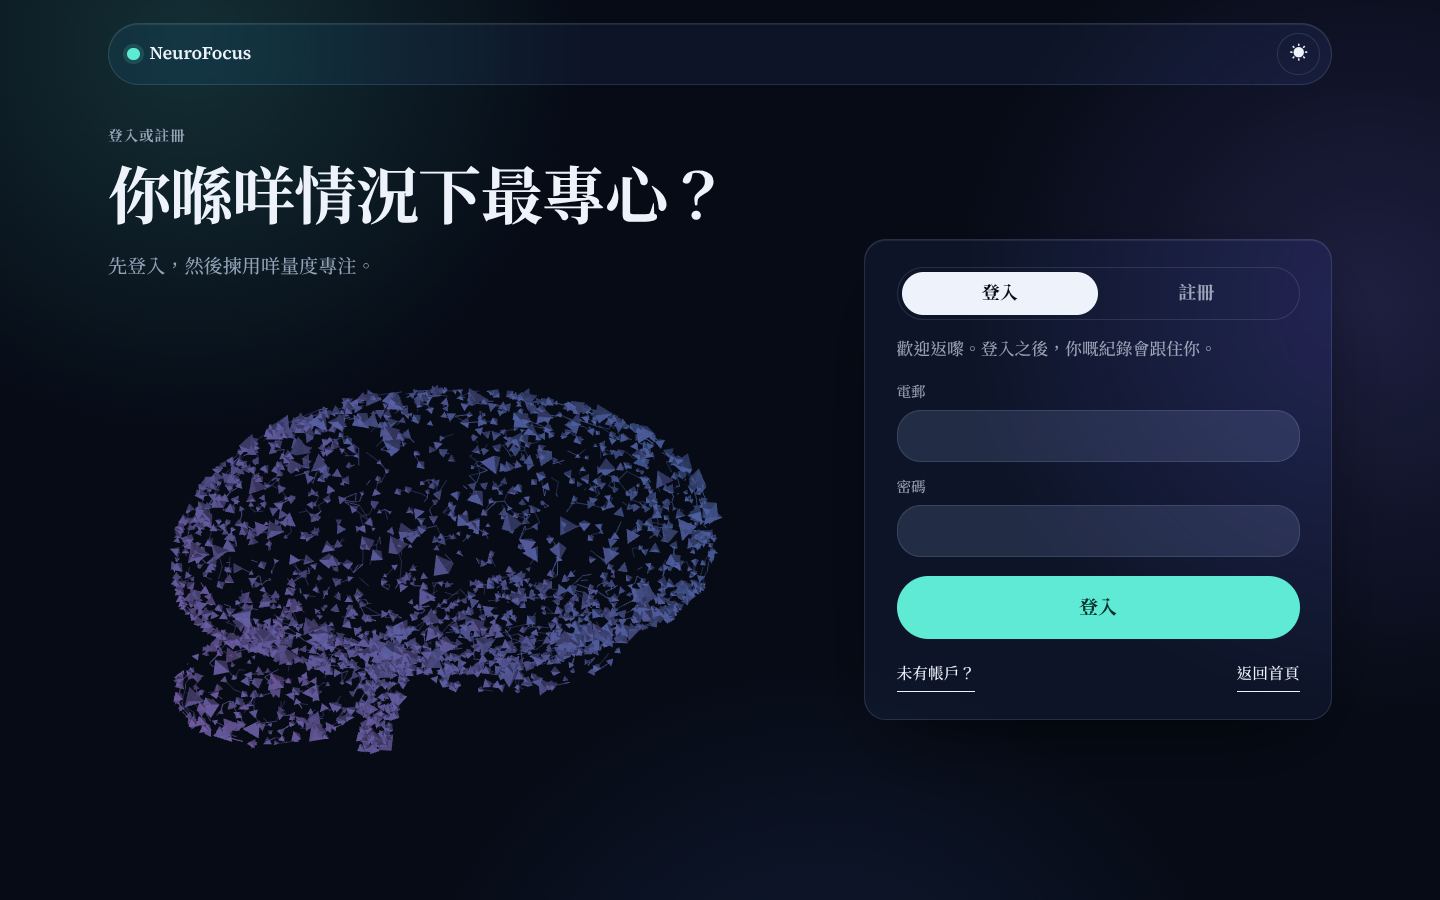 NeuroFocus
登入或註冊
你喺咩情況下最專心？
先登入，然後揀用咩量度專注。
登入
註冊
歡迎返嚟。登入之後，你嘅紀錄會跟住你。
電郵
密碼
登入
未有帳戶？
返回首頁